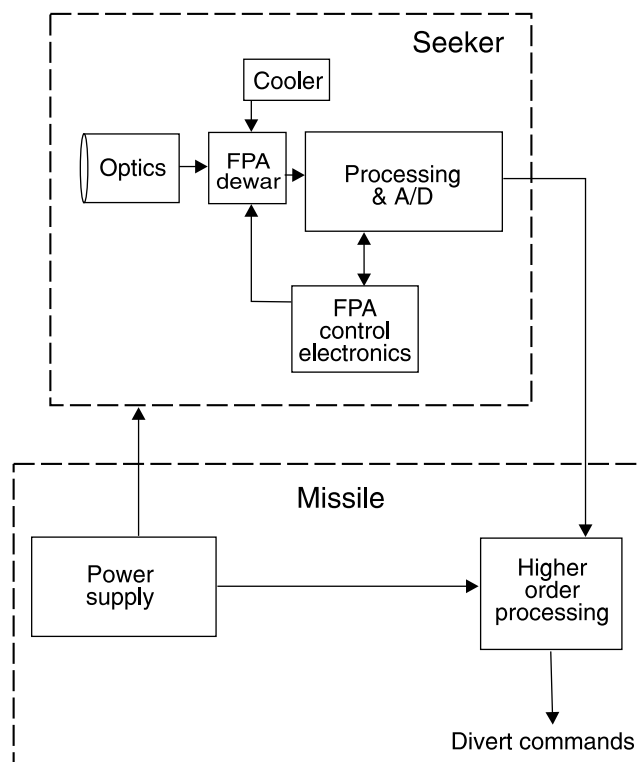 Seeker
Cooler
Optics
FPA
dewar
Processing
& A/D
FPA
control
electronics
Missile
Power
supply
Higher
order
processing
Divert commands